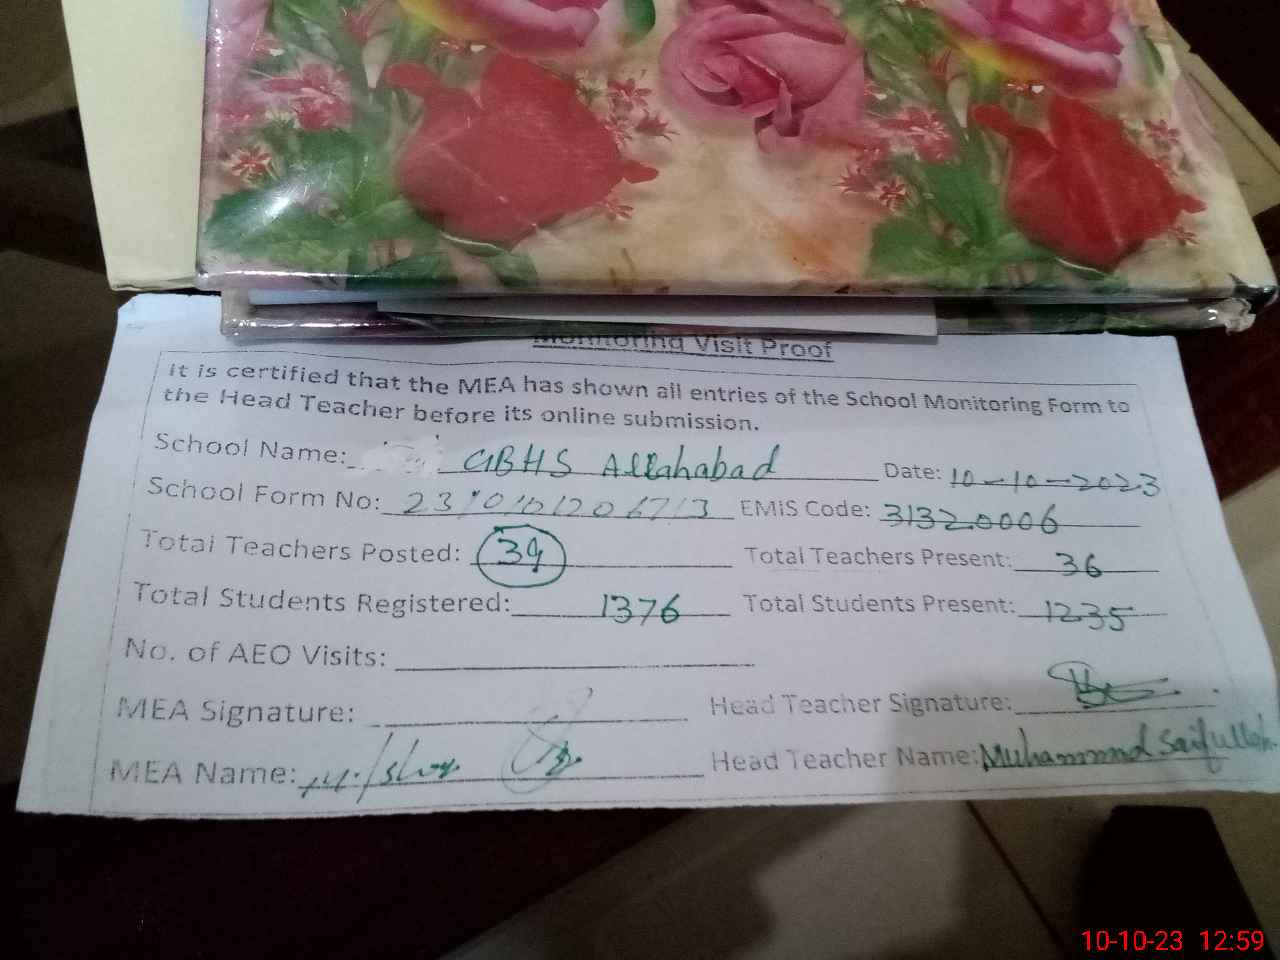 Monitoring Visit Proof
It is certified that the MEA has shown all entries of the School Monitoring Form to
the Head Teacher before its online submission.
School Name: GBHS Allahabad Date: 10-10-2023
School Form No: EMIS Code: 31320006
Total Teachers Posted: 39 Total Teachers Present: 36
Total Students Registered: 1376 Total Students Present: 1235
No. of AEO Visits:
MEA Signature: Head Teacher Signature:
MEA Name: Head Teacher Name: Muhammad Saifullah
10-10-23 12:59